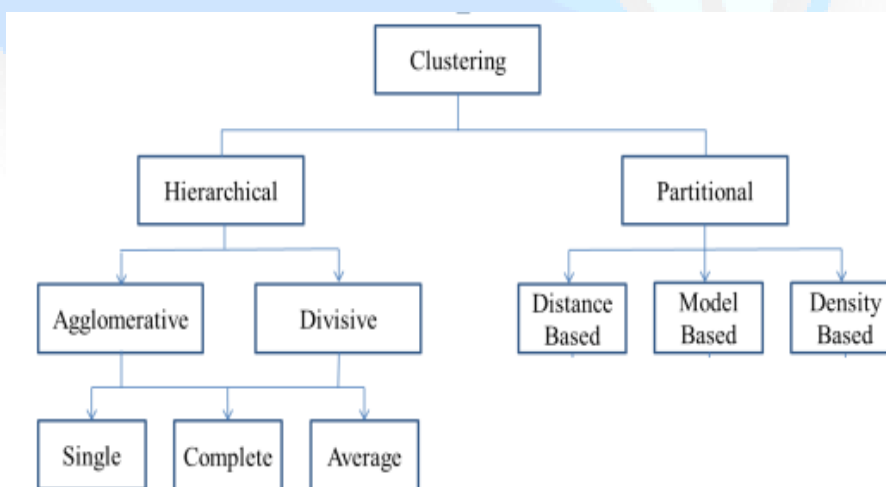 Clustering
Hierarchical
Partitional
Agglomerative
Divisive
Distance
Based
Model
Based
Density
Based
Single
Complete
Average